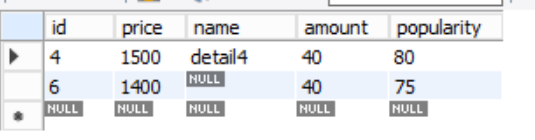 id price name amount popularity
4 1500 detail4 40 80
6 1400 NULL 40 75
NULL NULL NULL NULL NULL